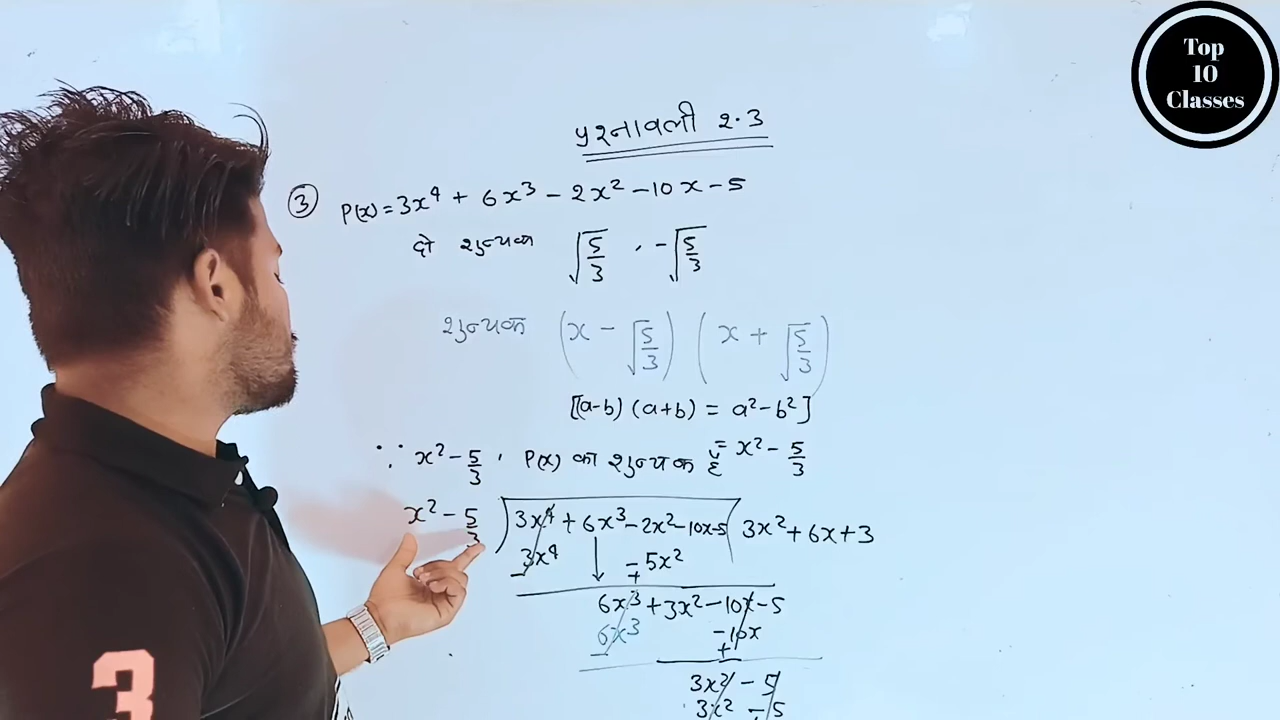 Top
10
Classes
प्रश्नावली 2.3
③ P(x) = 3x⁴ + 6x³ - 2x² - 10x - 5
दो शुन्यक √(5/3) , -√(5/3)
शुन्यक (x - √(5/3)) (x + √(5/3))
[(a-b) (a+b) = a² - b²]
∵ x² - 5/3 , P(x) का शुन्यक है = x² - 5/3
x² - 5/3 ) 3x⁴ + 6x³ - 2x² - 10x - 5 ( 3x² + 6x + 3
3x⁴ - 5x²
- +
6x³ + 3x² - 10x - 5
6x³ - 10x
- +
3x² - 5
3x² - 5
3